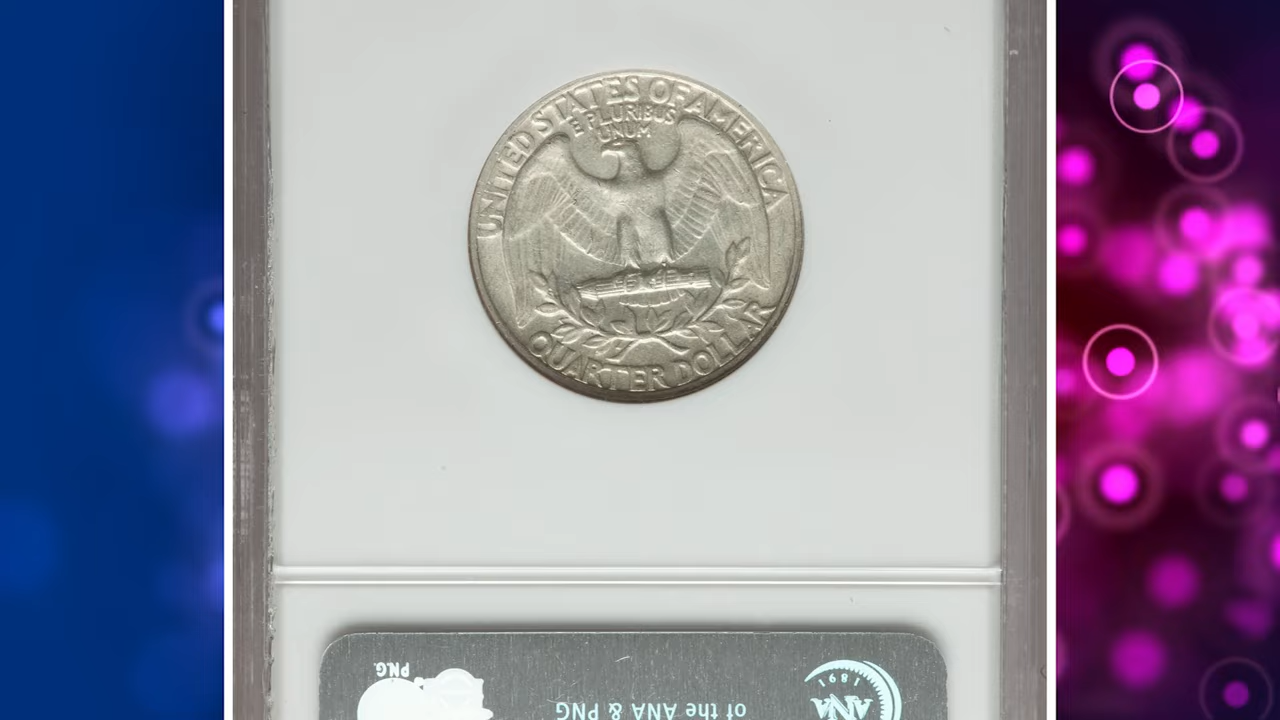 UNITED STATES OF AMERICA
E PLURIBUS
UNUM
QUARTER DOLLAR
PNG
of the ANA & PNG
1891
ANA